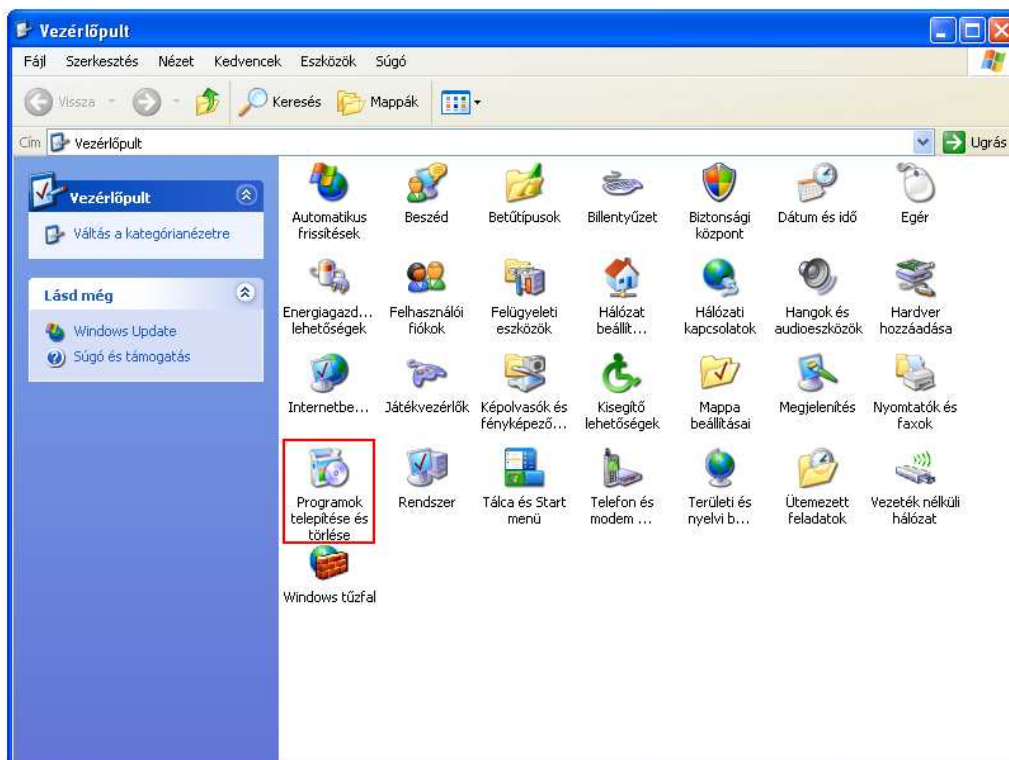 Vezérlőpult
Fájl Szerkesztés Nézet Kedvencek Eszközök Súgó
Vissza Keresés Mappák
Cím Vezérlőpult Ugrás
Vezérlőpult
Váltás a kategórianézetre
Lásd még
Windows Update
Súgó és támogatás
Automatikus
frissítések
Beszéd
Betűtípusok
Billentyűzet
Biztonsági
központ
Dátum és idő
Egér
Energiagazd...
lehetőségek
Felhasználói
fiókok
Felügyeleti
eszközök
Hálózat
beállít...
Hálózati
kapcsolatok
Hangok és
audioeszközök
Hardver
hozzáadása
Internetbe...
Játékvezérlők
Képolvasók és
fényképező...
Kisegítő
lehetőségek
Mappa
beállításai
Megjelenítés
Nyomtatók és
faxok
Programok
telepítése és
törlése
Rendszer
Tálca és Start
menü
Telefon és
modem ...
Területi és
nyelvi b...
Ütemezett
feladatok
Vezeték nélküli
hálózat
Windows tűzfal